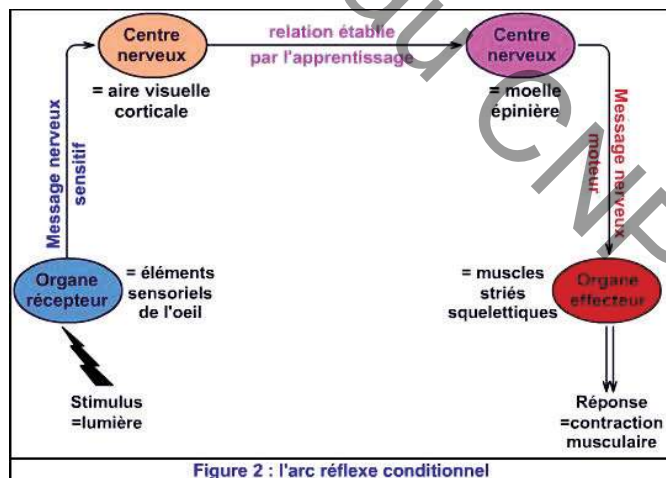 Centre
nerveux
= aire visuelle
corticale
relation établie
par l'apprentissage
Centre
nerveux
= moelle
épinière
Message nerveux
sensitif
Message nerveux
moteur
Organe
récepteur
= éléments
sensoriels
de l'oeil
= muscles
striés
squelettiques
Organe
effecteur
Stimulus
=lumière
Réponse
=contraction
musculaire
Figure 2 : l'arc réflexe conditionnel
du CNP